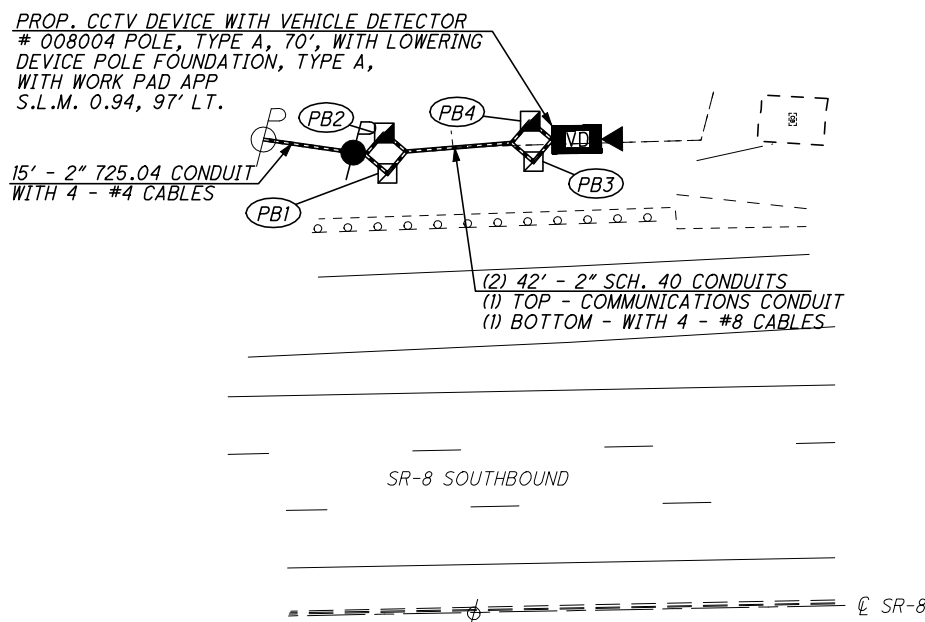 PROP. CCTV DEVICE WITH VEHICLE DETECTOR
# 008004 POLE, TYPE A, 70', WITH LOWERING
DEVICE POLE FOUNDATION, TYPE A,
WITH WORK PAD APP
S.L.M. 0.94, 97' LT.
PB2
PB4
P
P
VD
15' - 2" 725.04 CONDUIT
WITH 4 - #4 CABLES
PB1
PB3
(2) 42' - 2" SCH. 40 CONDUITS
(1) TOP - COMMUNICATIONS CONDUIT
(1) BOTTOM - WITH 4 - #8 CABLES
SR-8 SOUTHBOUND
℄ SR-8